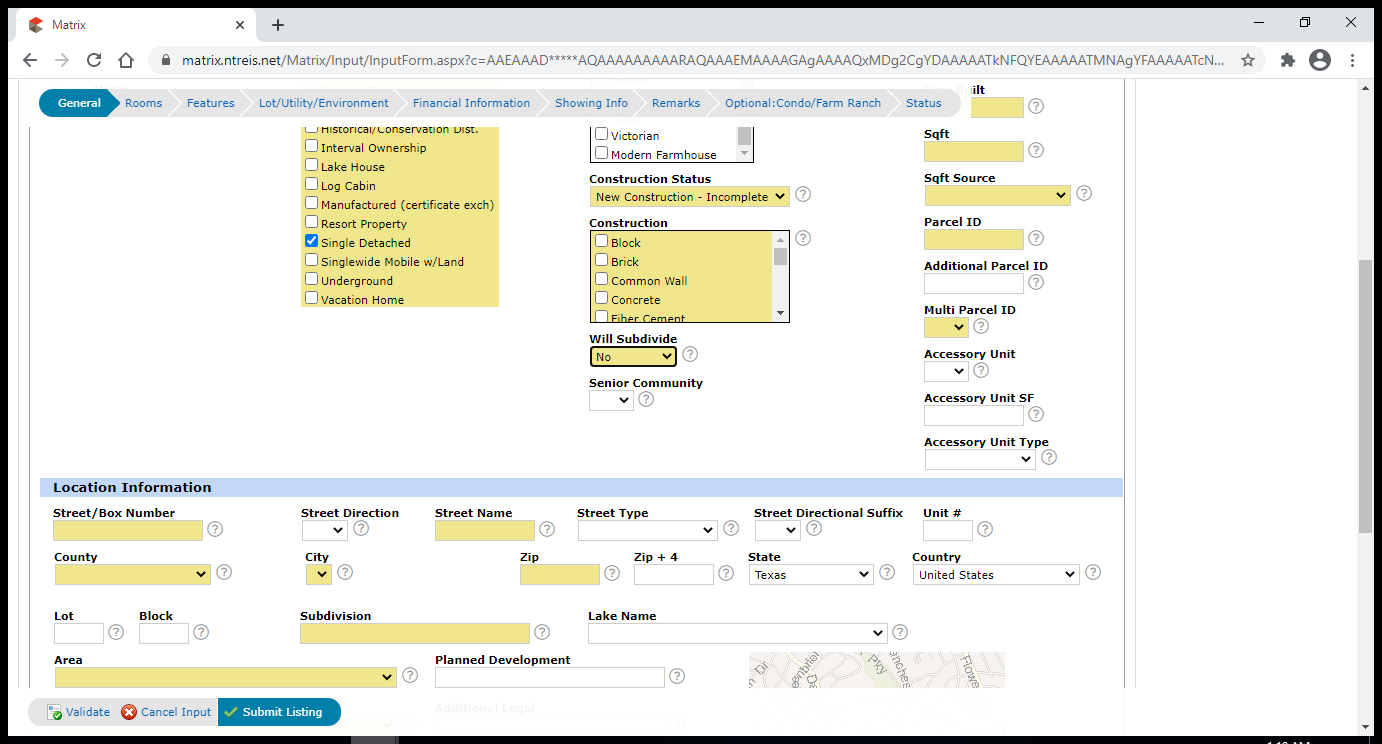 Matrix
matrix.ntreis.net/Matrix/Input/InputForm.aspx?c=AAEAAAD*****AQAAAAAAAAARAQAAAEMAAAAGAgAAAAQxMDg2CgYDAAAAATkNFQYEAAAAATMNAgYFAAAAATcN...
General Rooms Features Lot/Utility/Environment Financial Information Showing Info Remarks Optional:Condo/Farm Ranch Status
Built
Historical/Conservation Dist.
Interval Ownership
Lake House
Log Cabin
Manufactured (certificate exch)
Resort Property
Single Detached
Singlewide Mobile w/Land
Underground
Vacation Home
Victorian
Modern Farmhouse
Construction Status
New Construction - Incomplete
Construction
Block
Brick
Common Wall
Concrete
Fiber Cement
Will Subdivide
No
Senior Community
Sqft
Sqft Source
Parcel ID
Additional Parcel ID
Multi Parcel ID
Accessory Unit
Accessory Unit SF
Accessory Unit Type
Location Information
Street/Box Number Street Direction Street Name Street Type Street Directional Suffix Unit #
County City Zip Zip + 4 State Country
Texas United States
Lot Block Subdivision Lake Name
Area Planned Development
Dr
Pkwy
Flowe
Additional Legal
Validate Cancel Input Submit Listing